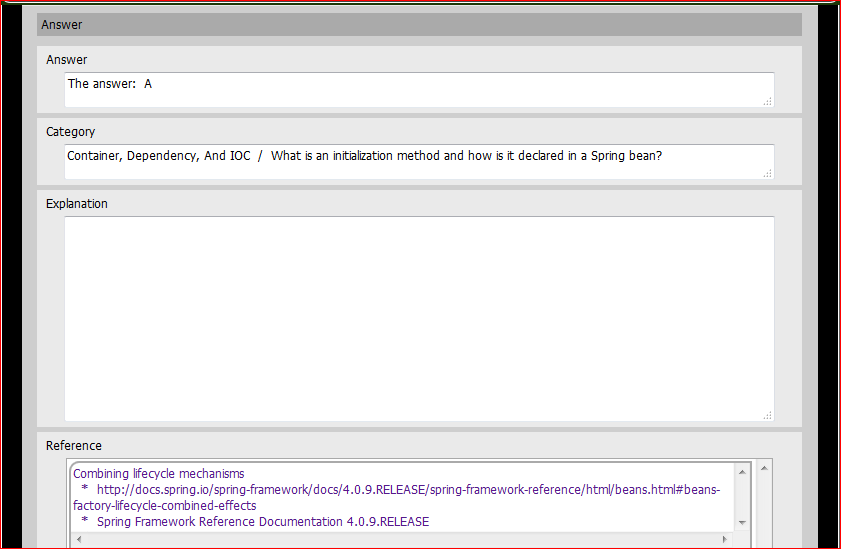 Answer
Answer
The answer:  A
Category
Container, Dependency, And IOC  /  What is an initialization method and how is it declared in a Spring bean?
Explanation
Reference
Combining lifecycle mechanisms
*  http://docs.spring.io/spring-framework/docs/4.0.9.RELEASE/spring-framework-reference/html/beans.html#beans-
factory-lifecycle-combined-effects
*  Spring Framework Reference Documentation 4.0.9.RELEASE